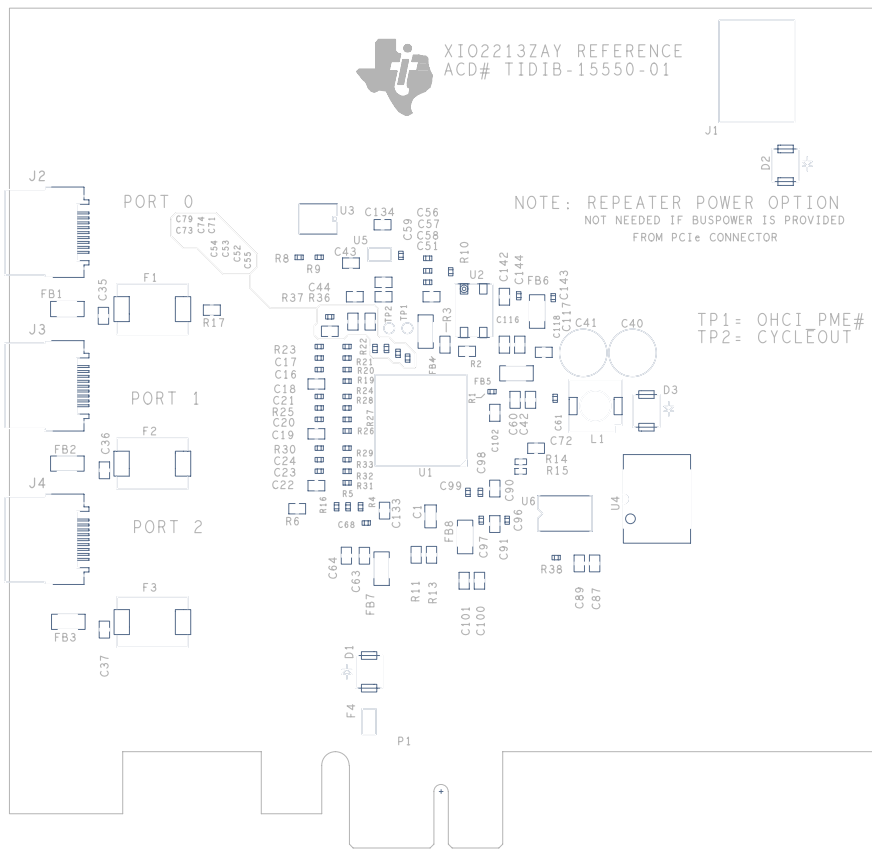 XIO2213ZAY REFERENCE
ACD# TIDIB-15550-01
J1
D2
J2
PORT 0
NOTE: REPEATER POWER OPTION
NOT NEEDED IF BUSPOWER IS PROVIDED
FROM PCIe CONNECTOR
C79
C73
C74
C71
C54
C53
C52
C55
U3
C134
C59
C56
C57
C58
C51
U5
R10
R8
R9
C43
C44
R37
R36
U2
C142
C144
FB6
C143
FB1
C35
F1
R17
TP2
TP1
R3
C116
C118
C117
C41
C40
TP1= OHCI_PME#
TP2= CYCLEOUT
J3
R23
C17
C16
C18
C21
R25
C20
C19
R30
C24
C23
C22
R22
R21
R20
R19
R24
R28
R27
R26
R29
R33
R32
R31
FB4
R2
FB5
R1
D3
PORT 1
C102
C60
C42
C61
L1
C72
FB2
C36
F2
U1
C98
R14
R15
J4
C99
C90
U6
U4
PORT 2
R6
R16
R5
R4
C133
C68
C1
FB8
C97
C91
C96
R38
C64
C63
FB7
R11
R13
C101
C100
C89
C87
F3
FB3
C37
D1
F4
P1